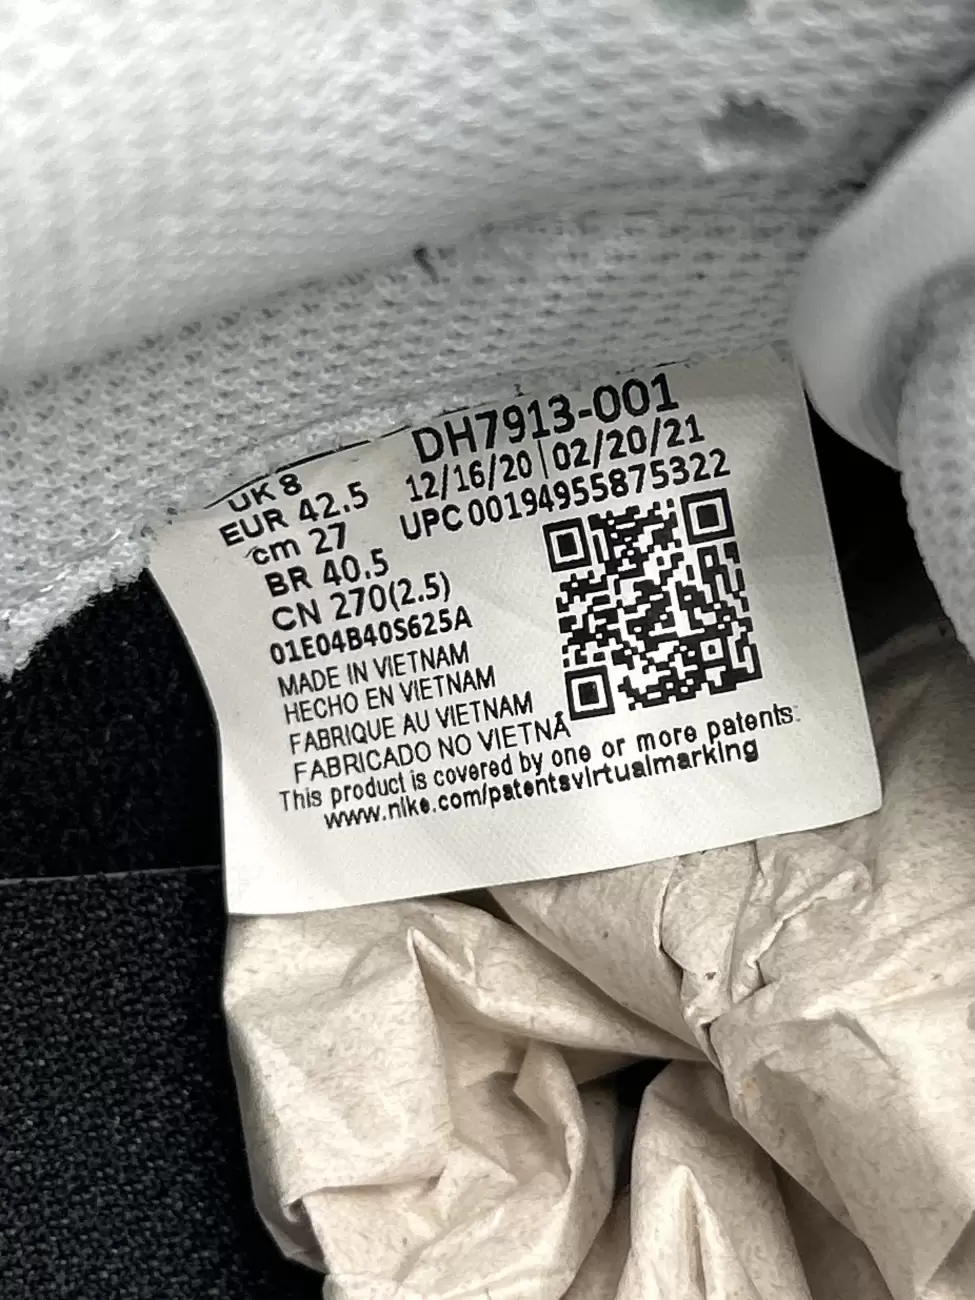 DH7913-001
12/16/20 | 02/20/21
UPC 00194955875322
UK 8
EUR 42.5
cm 27
BR 40.5
CN 270(2.5)
01E04B40S625A
MADE IN VIETNAM
HECHO EN VIETNAM
FABRIQUE AU VIETNAM
FABRICADO NO VIETNÃ
This product is covered by one or more patents:
www.nike.com/patentsvirtualmarking